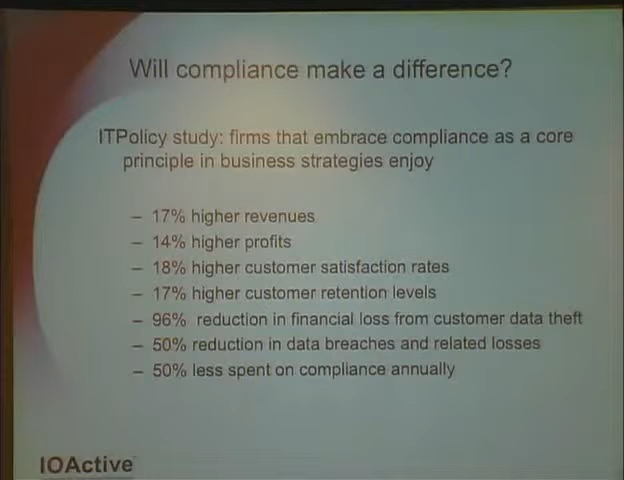 Will compliance make a difference?
ITPolicy study: firms that embrace compliance as a core
principle in business strategies enjoy
– 17% higher revenues
– 14% higher profits
– 18% higher customer satisfaction rates
– 17% higher customer retention levels
– 96% reduction in financial loss from customer data theft
– 50% reduction in data breaches and related losses
– 50% less spent on compliance annually
IOActive